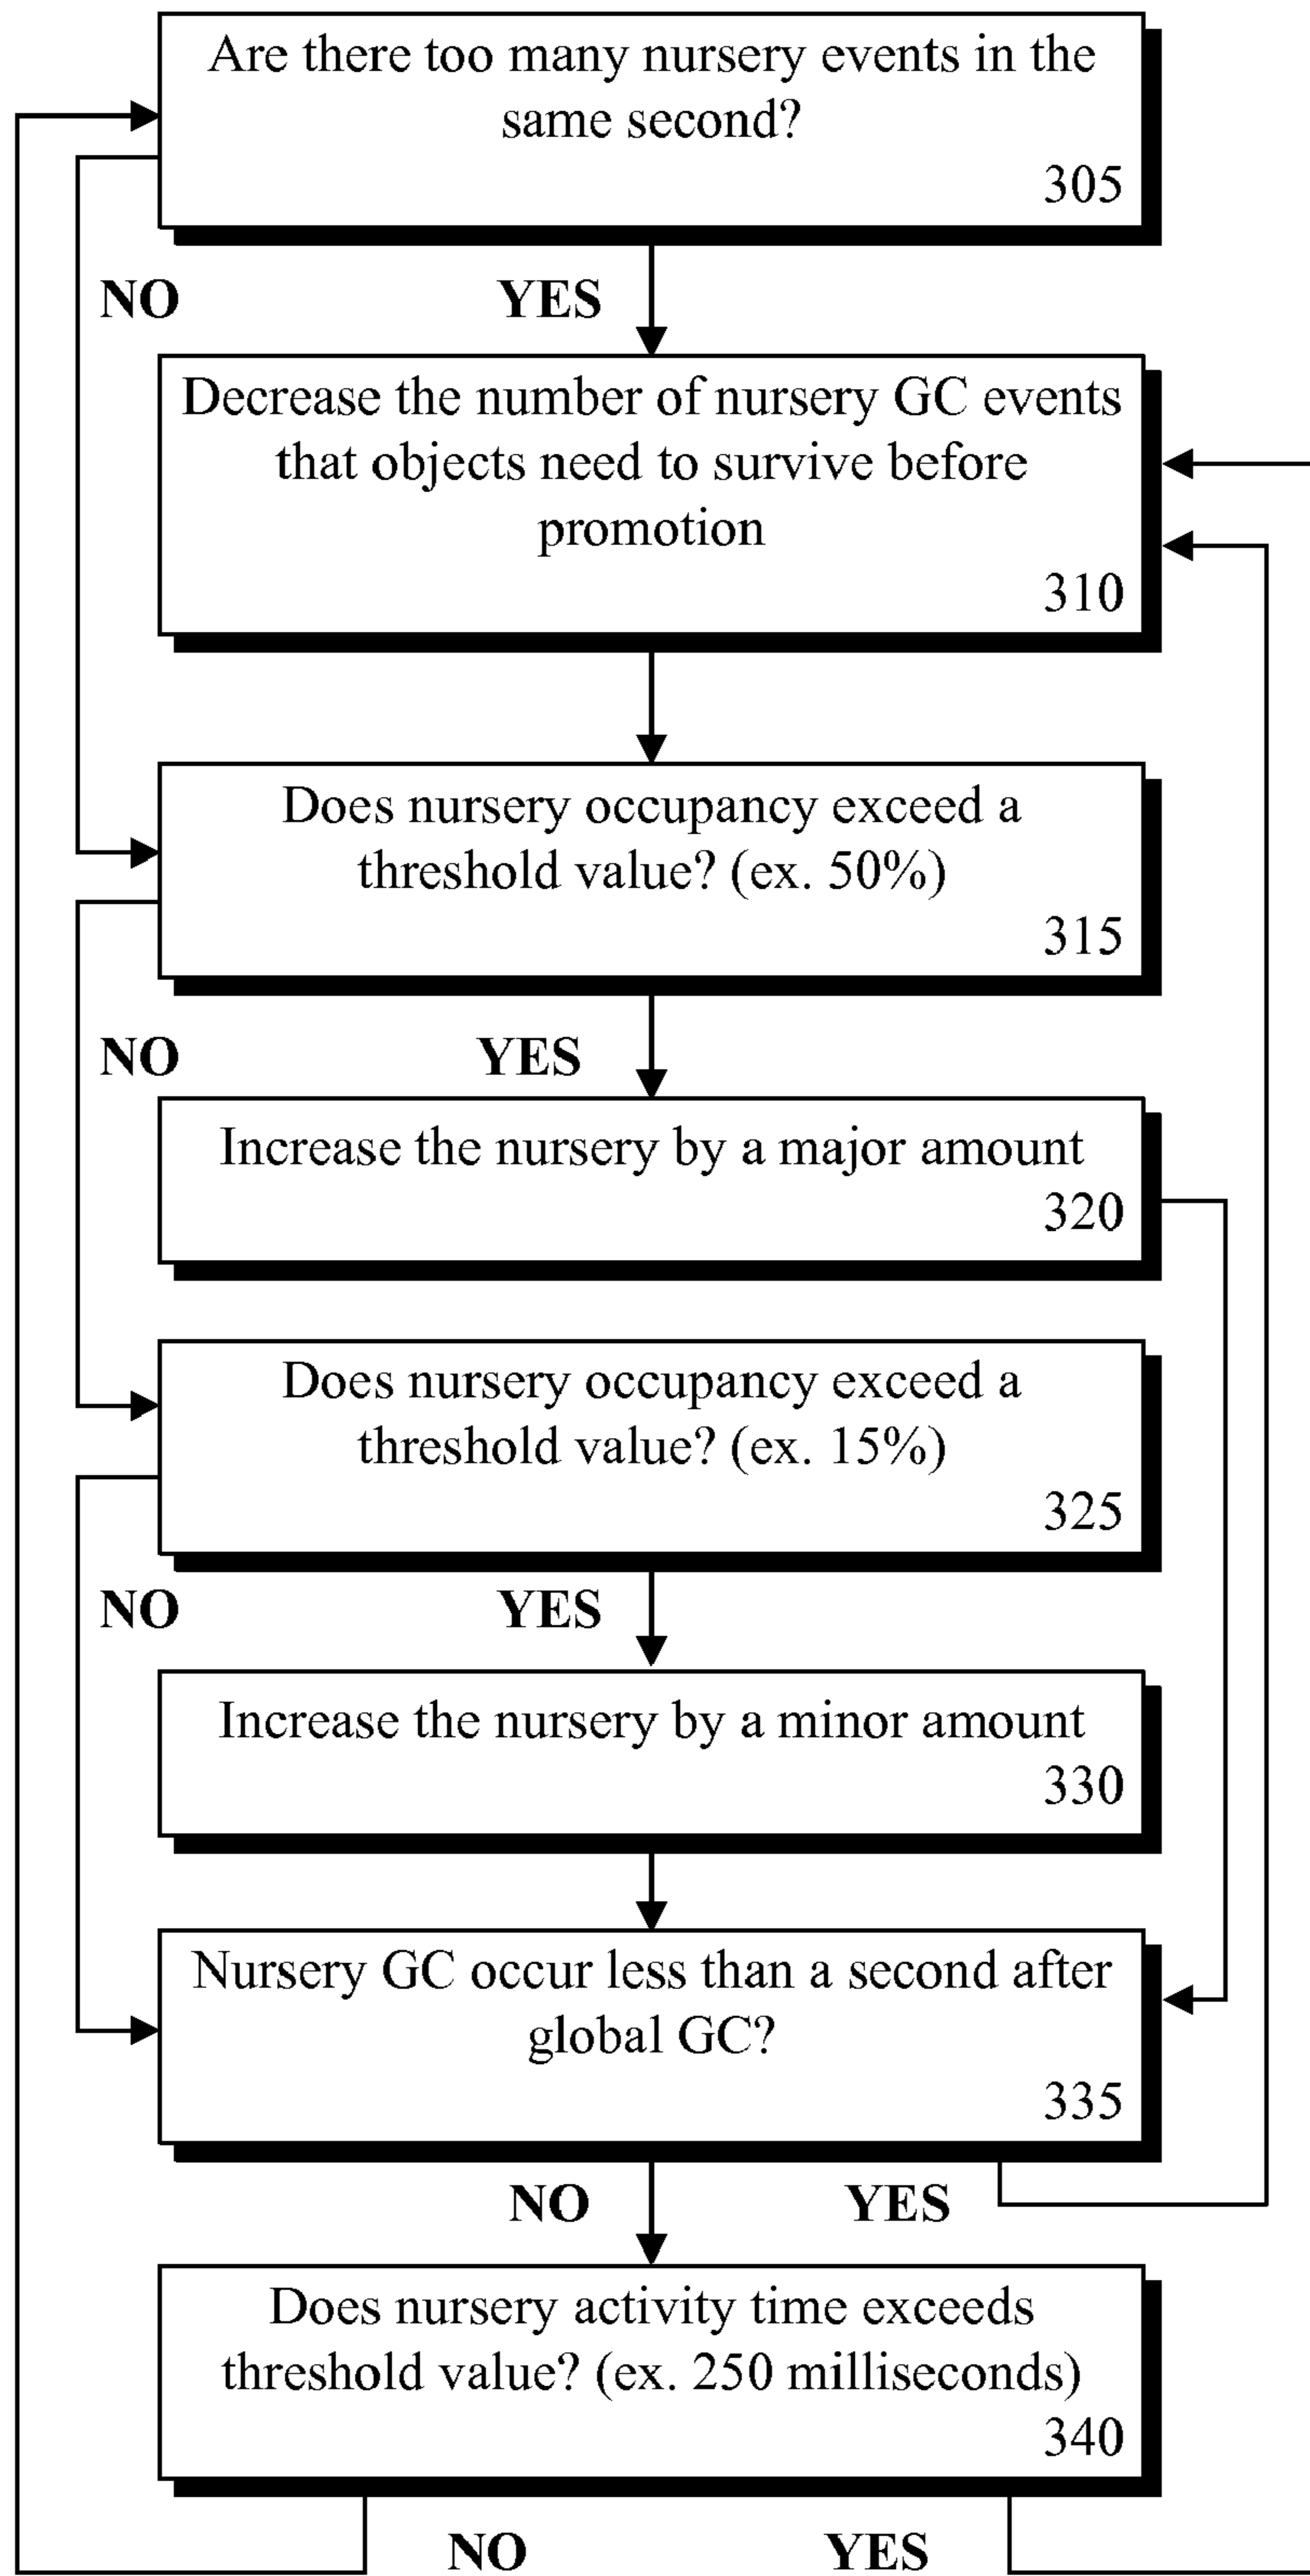 Are there too many nursery events in the
same second?
305
NO
YES
Decrease the number of nursery GC events
that objects need to survive before
promotion
310
Does nursery occupancy exceed a
threshold value? (ex. 50%)
315
NO
YES
Increase the nursery by a major amount
320
Does nursery occupancy exceed a
threshold value? (ex. 15%)
325
NO
YES
Increase the nursery by a minor amount
330
Nursery GC occur less than a second after
global GC?
335
NO
YES
Does nursery activity time exceeds
threshold value? (ex. 250 milliseconds)
340
NO
YES